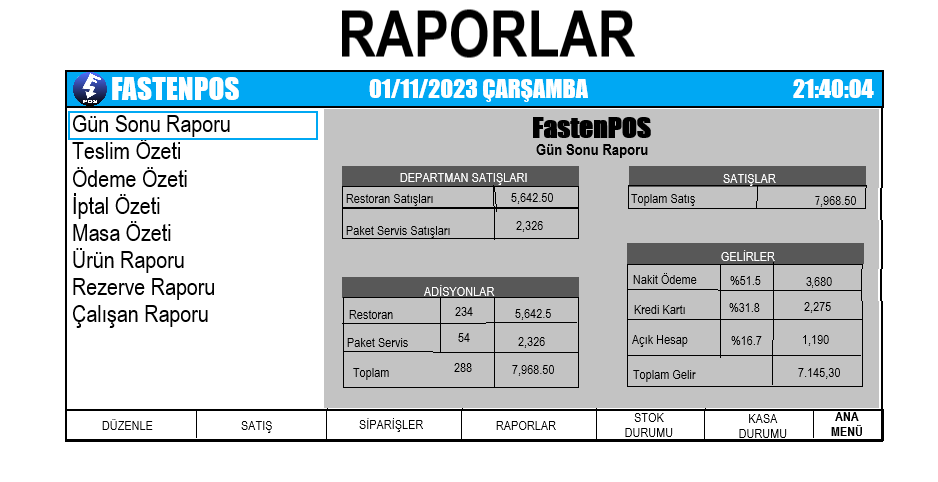 RAPORLAR
FASTENPOS 01/11/2023 ÇARŞAMBA 21:40:04
POS
Gün Sonu Raporu
Teslim Özeti
Ödeme Özeti
İptal Özeti
Masa Özeti
Ürün Raporu
Rezerve Raporu
Çalışan Raporu
FastenPOS
Gün Sonu Raporu
DEPARTMAN SATIŞLARI
Restoran Satışları 5,642.50
Paket Servis Satışları 2,326
SATIŞLAR
Toplam Satış 7,968.50
ADİSYONLAR
Restoran 234 5,642.5
Paket Servis 54 2,326
Toplam 288 7,968.50
GELİRLER
Nakit Ödeme %51.5 3,680
Kredi Kartı %31.8 2,275
Açık Hesap %16.7 1,190
Toplam Gelir 7.145,30
DÜZENLE
SATIŞ
SİPARİŞLER
RAPORLAR
STOK
DURUMU
KASA
DURUMU
ANA
MENÜ